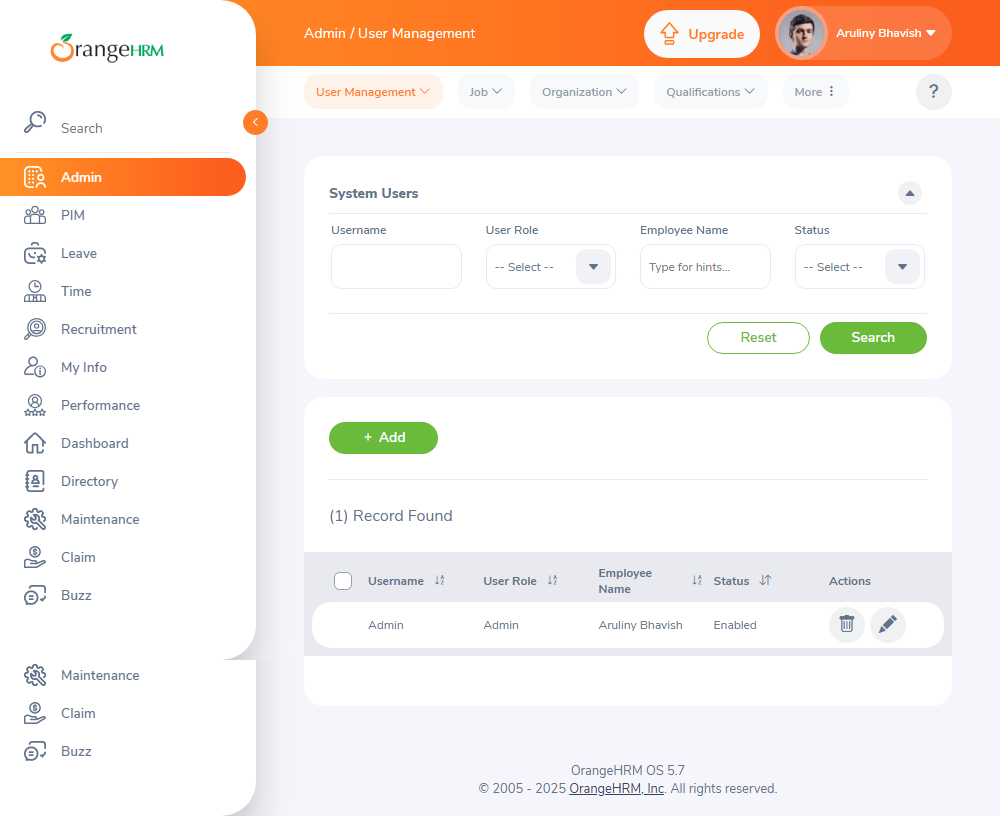 OrangeHRM
Admin / User Management
Upgrade
Aruliny Bhavish
User Management
Job
Organization
Qualifications
More
?
Search
Admin
PIM
Leave
Time
Recruitment
My Info
Performance
Dashboard
Directory
Maintenance
Claim
Buzz
Maintenance
Claim
Buzz
System Users
Username
User Role
Employee Name
Status
-- Select --
Type for hints...
-- Select --
Reset
Search
+ Add
(1) Record Found
Username
User Role
Employee
Name
Status
Actions
Admin
Admin
Aruliny Bhavish
Enabled
OrangeHRM OS 5.7
© 2005 - 2025 OrangeHRM, Inc. All rights reserved.